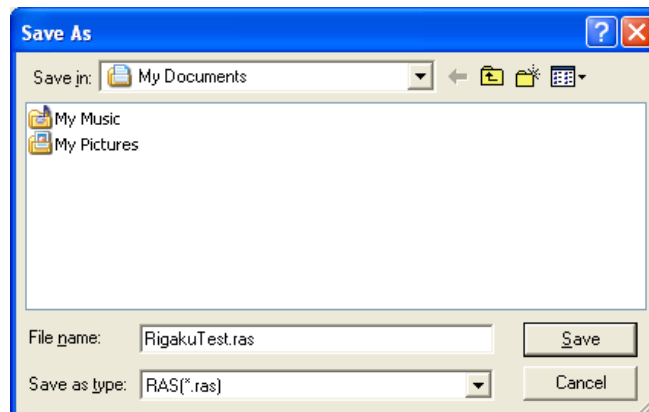 Save As
Save in: My Documents
My Music
My Pictures
File name: RigakuTest.ras Save
Save as type: RAS(*.ras) Cancel